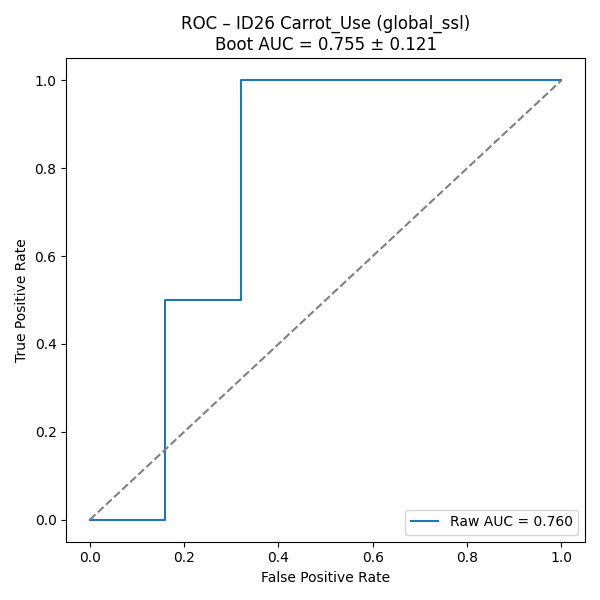 ROC – ID26 Carrot_Use (global_ssl)
Boot AUC = 0.755 ± 0.121
1.0
0.8
0.6
0.4
0.2
0.0
True Positive Rate
Raw AUC = 0.760
0.0 0.2 0.4 0.6 0.8 1.0
False Positive Rate